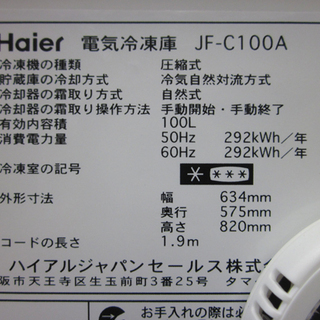 Haier 電気冷凍庫 JF-C100A
冷凍機の種類 圧縮式
貯蔵庫の冷却方式 冷気自然対流方式
冷却器の霜取り方式 自然式
冷却器の霜取り操作方法 手動開始・手動終了
有効内容積 100L
消費電力量 50Hz 292kWh/年
60Hz 292kWh/年
冷凍室の記号
外形寸法 幅 634mm
奥行 575mm
高さ 820mm
コードの長さ 1.9m
ハイアルジャパンセールス株式会
阪市天王寺区生玉前町3番25号 タマ
お手入れの際は必